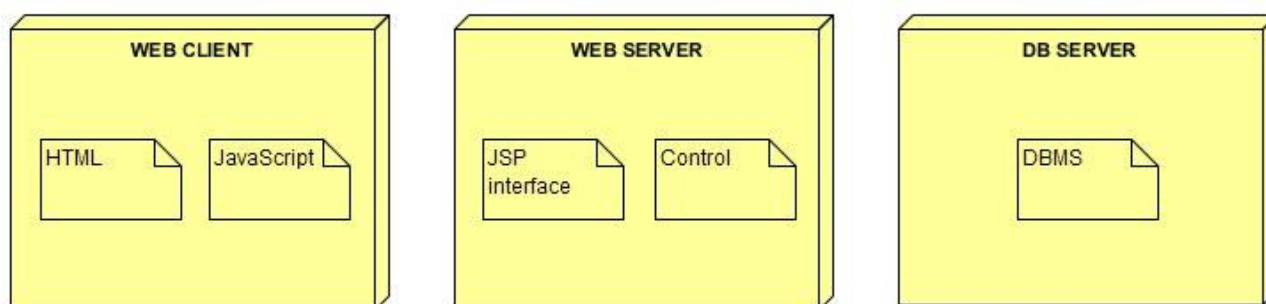 WEB CLIENT
HTML
JavaScript
WEB SERVER
JSP
interface
Control
DB SERVER
DBMS